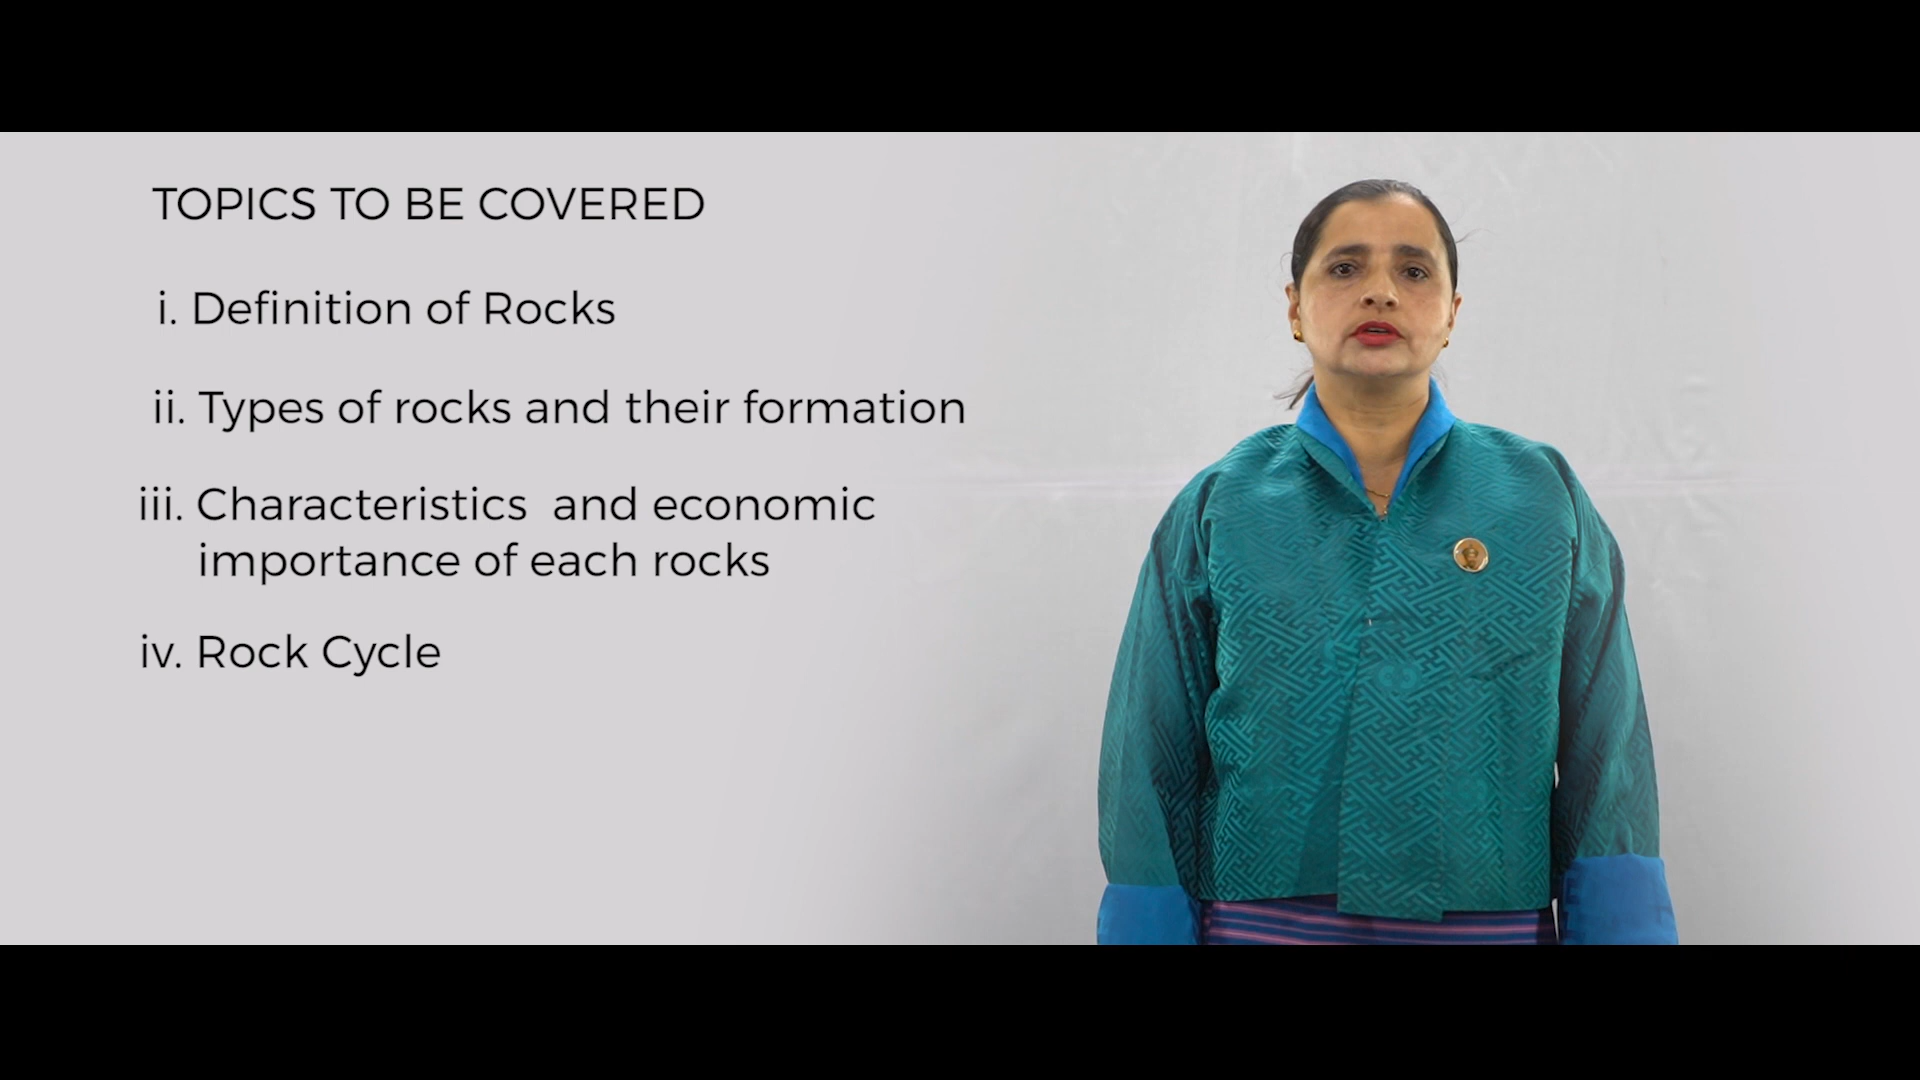 TOPICS TO BE COVERED
i. Definition of Rocks
ii. Types of rocks and their formation
iii. Characteristics and economic
importance of each rocks
iv. Rock Cycle